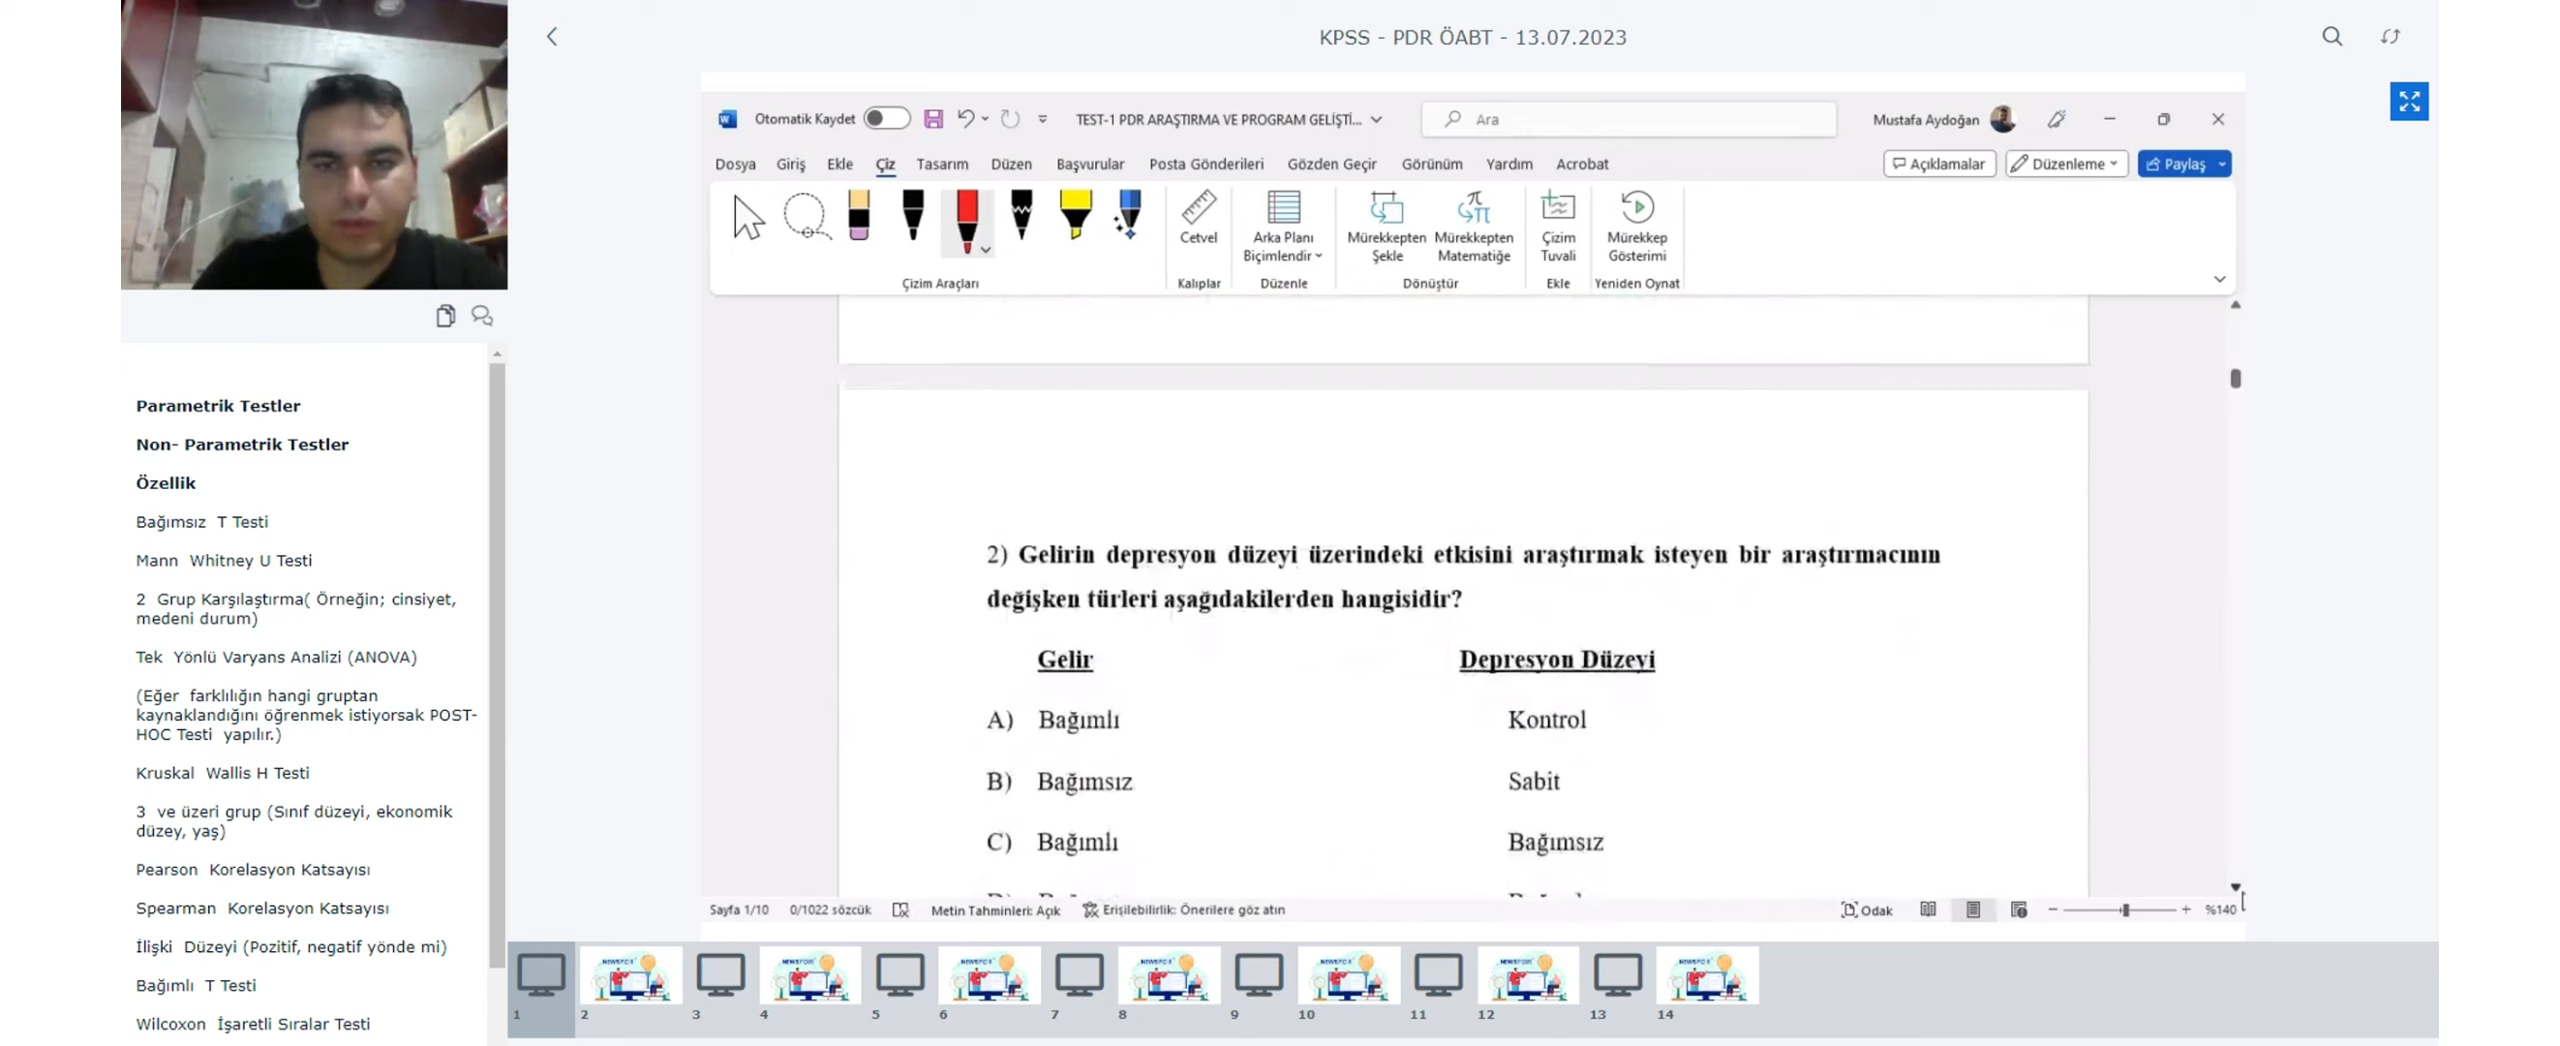 KPSS - PDR ÖABT - 13.07.2023
Otomatik Kaydet
TEST-1 PDR ARAŞTIRMA VE PROGRAM GELİŞTİ...
Ara
Mustafa Aydoğan
Dosya Giriş Ekle Çiz Tasarım Düzen Başvurular Posta Gönderileri Gözden Geçir Görünüm Yardım Acrobat
Açıklamalar Düzenleme Paylaş
Cetvel
Arka Planı
Biçimlendir
Mürekkepten
Şekle
Mürekkepten
Matematiğe
Çizim
Tuvali
Mürekkep
Gösterimi
Çizim Araçları Kalıplar Düzenle Dönüştür Ekle Yeniden Oynat
Parametrik Testler
Non- Parametrik Testler
Özellik
Bağımsız T Testi
Mann Whitney U Testi
2 Grup Karşılaştırma( Örneğin; cinsiyet,
medeni durum)
Tek Yönlü Varyans Analizi (ANOVA)
(Eğer farklılığın hangi gruptan
kaynaklandığını öğrenmek istiyorsak POST-
HOC Testi yapılır.)
Kruskal Wallis H Testi
3 ve üzeri grup (Sınıf düzeyi, ekonomik
düzey, yaş)
Pearson Korelasyon Katsayısı
Spearman Korelasyon Katsayısı
İlişki Düzeyi (Pozitif, negatif yönde mi)
Bağımlı T Testi
Wilcoxon İşaretli Sıralar Testi
2) Gelirin depresyon düzeyi üzerindeki etkisini araştırmak isteyen bir araştırmacının
değişken türleri aşağıdakilerden hangisidir?
Gelir Depresyon Düzeyi
A) Bağımlı Kontrol
B) Bağımsız Sabit
C) Bağımlı Bağımsız
Sayfa 1/10 0/1022 sözcük Metin Tahminleri: Açık Erişilebilirlik: Önerilere göz atın Odak %140
1 2 3 4 5 6 7 8 9 10 11 12 13 14